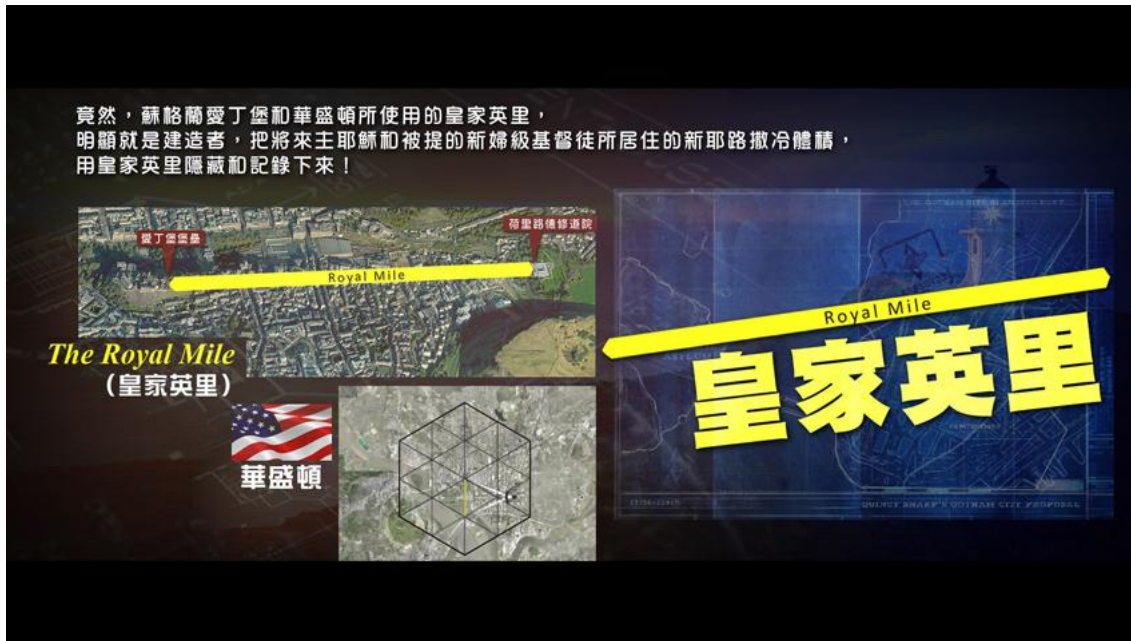 竟然，蘇格蘭愛丁堡和華盛頓所使用的皇家英里，
明顯就是建造者，把將來主耶穌和被提的新婦級基督徒所居住的新耶路撒冷體積，
用皇家英里隱藏和記錄下來！
愛丁堡堡壘
荷里路德修道院
Royal Mile
The Royal Mile
（皇家英里）
華盛頓
Royal Mile
皇家英里
QUINCY SHARP'S GOTHAM CITY PROPOSAL